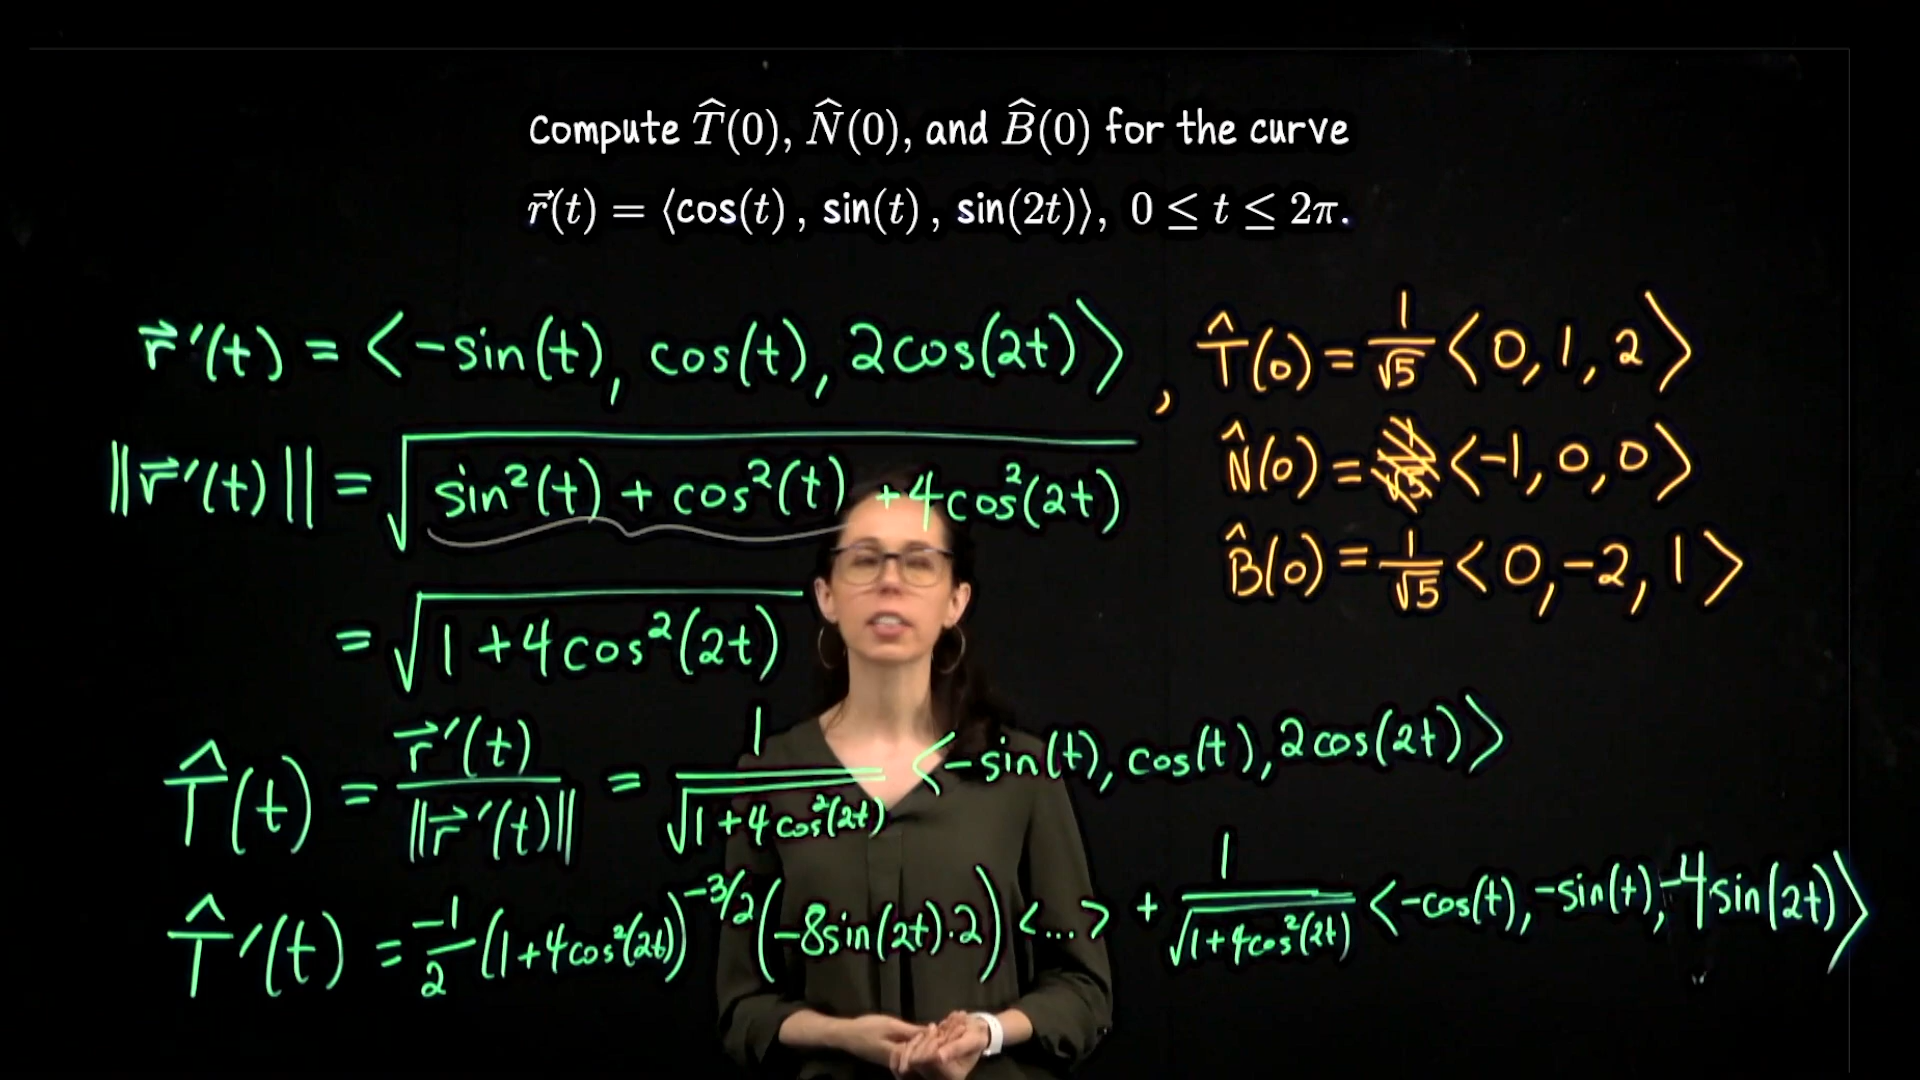 Compute T̂(0), N̂(0), and B̂(0) for the curve
r⃗(t) = ⟨cos(t), sin(t), sin(2t)⟩, 0 ≤ t ≤ 2π.
r⃗′(t) = ⟨-sin(t), cos(t), 2cos(2t)⟩,
‖r⃗′(t)‖ = √(sin²(t) + cos²(t) + 4cos²(2t))
= √(1 + 4cos²(2t))
T̂(0) = 1/√5 ⟨0, 1, 2⟩
N̂(0) = ⟨-1, 0, 0⟩
B̂(0) = 1/√5 ⟨0, -2, 1⟩
T̂(t) = r⃗′(t)/‖r⃗′(t)‖ = 1/√(1+4cos²(2t)) ⟨-sin(t), cos(t), 2cos(2t)⟩
T̂′(t) = -1/2 (1+4cos²(2t))^(-3/2) (-8sin(2t)·2) ⟨...⟩ + 1/√(1+4cos²(2t)) ⟨-cos(t), -sin(t), -4sin(2t)⟩